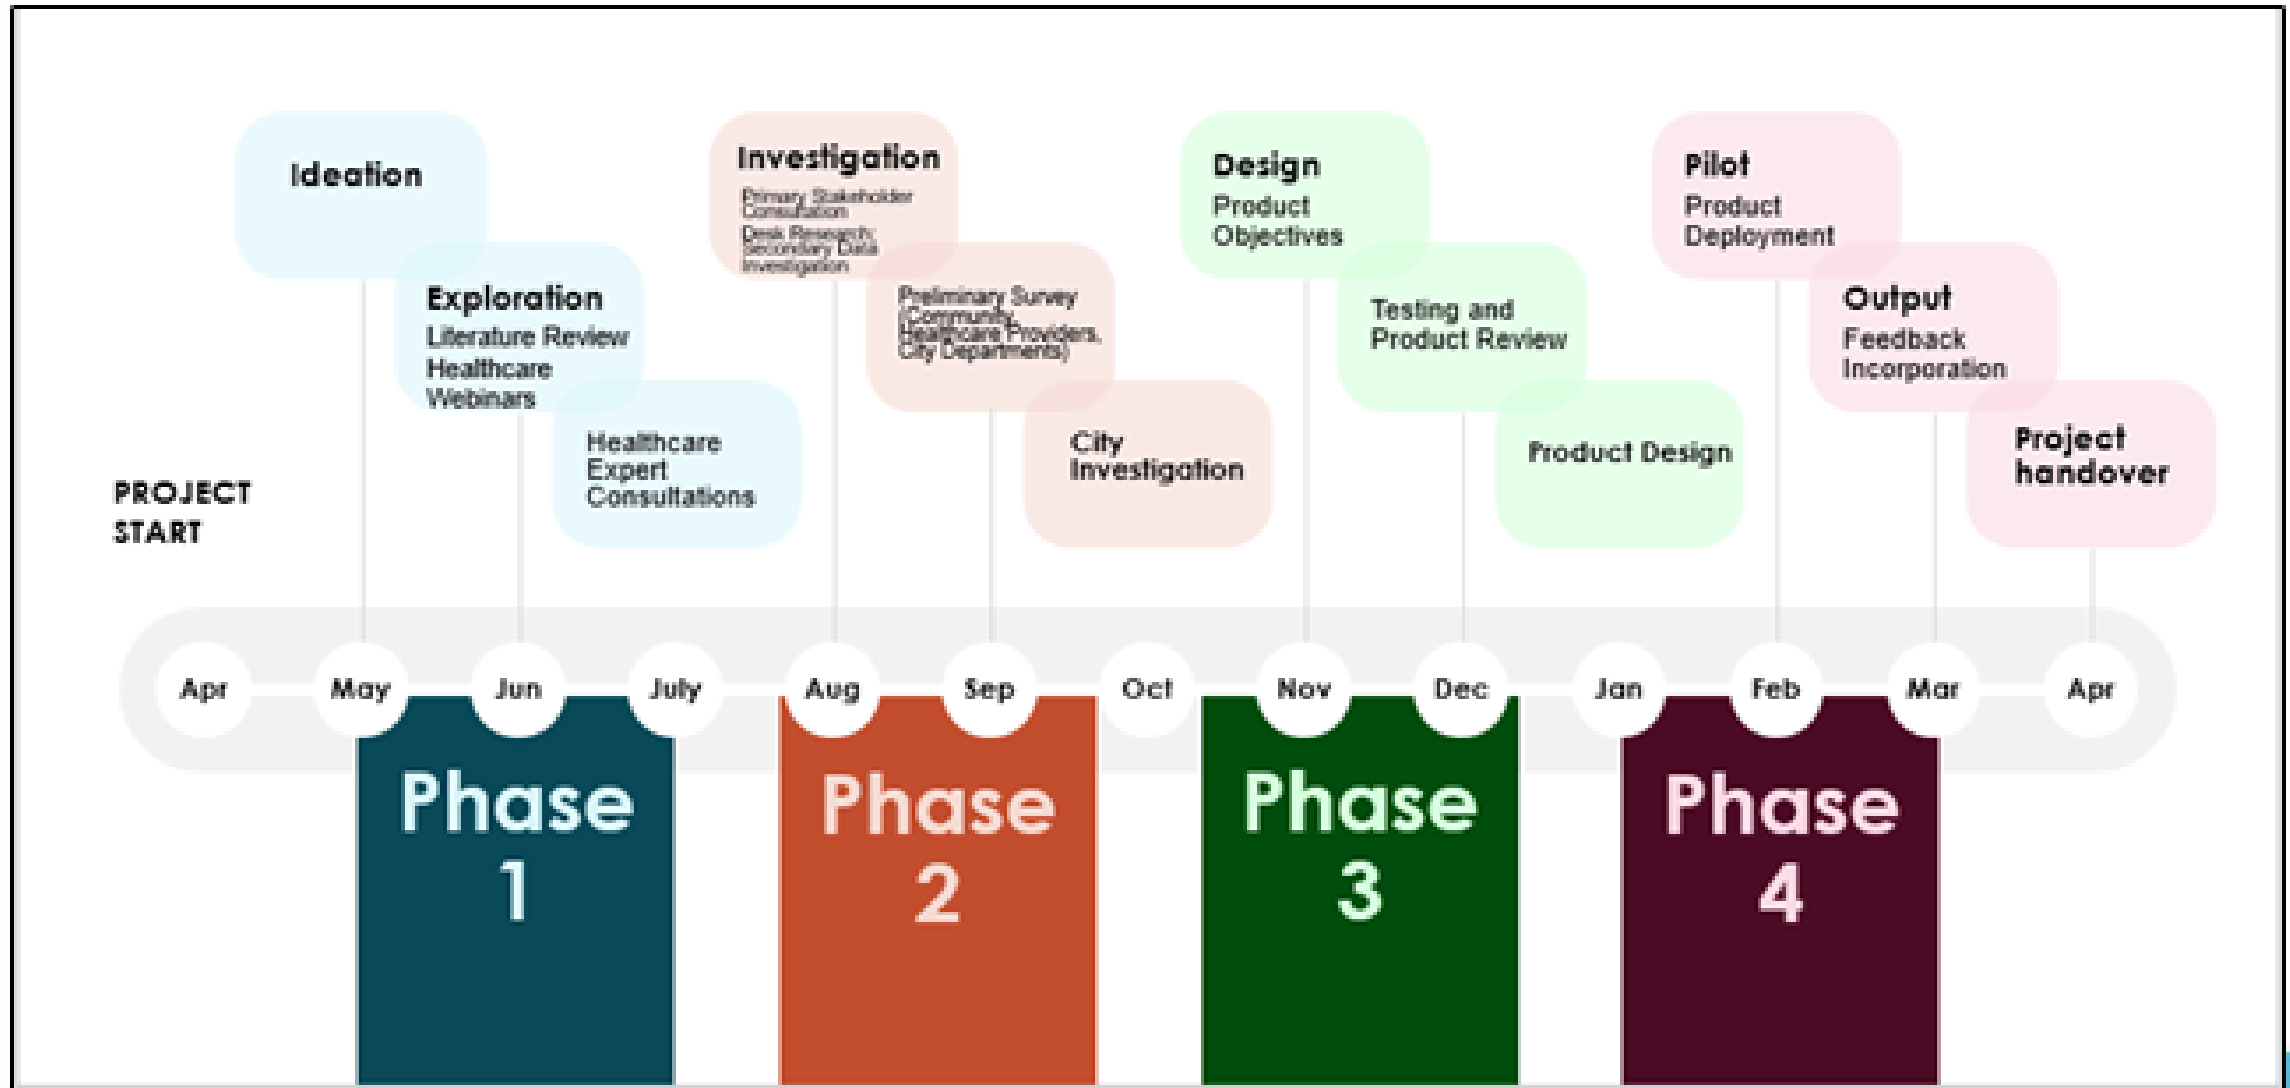 Ideation
Exploration
Literature Review
Healthcare
Webinars
Healthcare
Expert
Consultations
Investigation
Primary Stakeholder
Consultation
Desk Research:
Secondary Data
Investigation
Preliminary Survey
(Community,
Healthcare Providers,
City Departments)
City
Investigation
Design
Product
Objectives
Testing and
Product Review
Product Design
Pilot
Product
Deployment
Output
Feedback
Incorporation
Project
handover
PROJECT
START
Apr May Jun July Aug Sep Oct Nov Dec Jan Feb Mar Apr
Phase
1
Phase
2
Phase
3
Phase
4